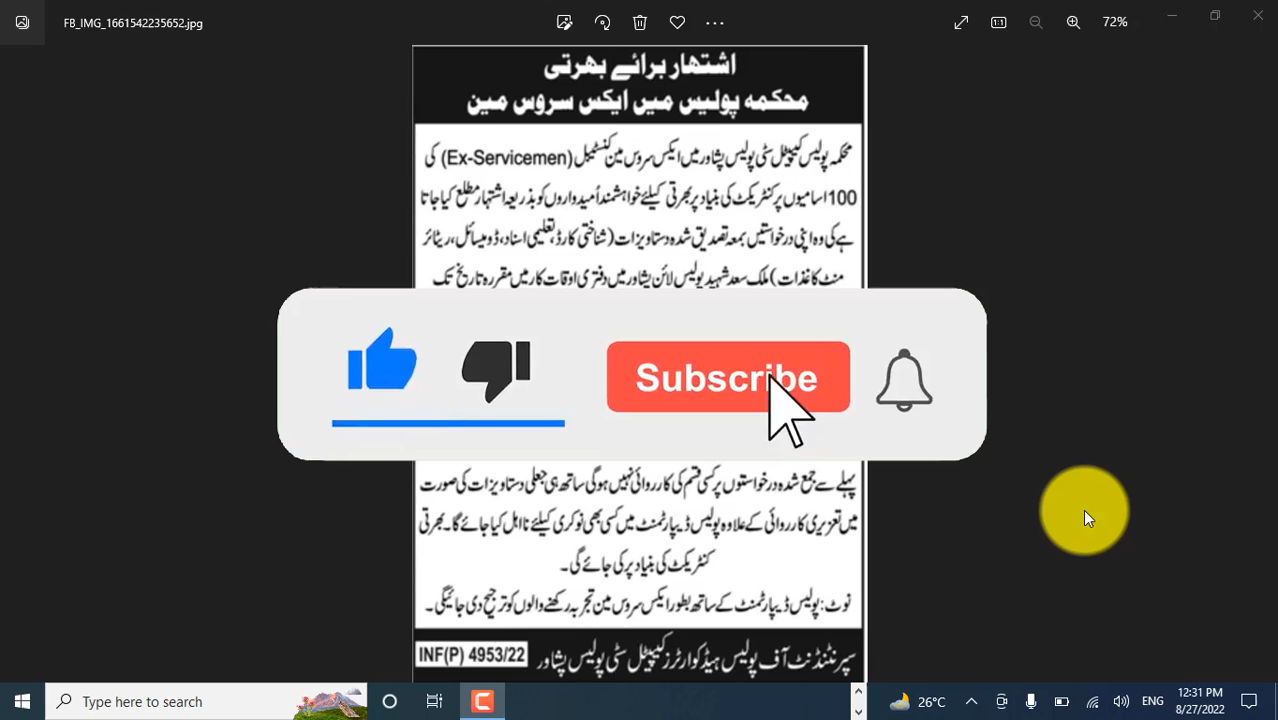 FB_IMG_1661542235652.jpg
72%
اشتھار برائے بھرتی
محکمہ پولیس میں ایکس سروس مین
محکمہ پولیس کیپیٹل سٹی پولیس پشاور میں ایکس سروس مین کنسٹیبل (Ex-Servicemen) کی
100 اسامیوں پر کنٹریکٹ کی بنیاد پر بھرتی کیلئے خواہشمند اُمیدواروں کو بذریعہ اشتہار مطلع کیا جاتا
ہے کی وہ اپنی درخواستیں بمعہ تصدیق شدہ دستاویزات (شناختی کارڈ، تعلیمی اسناد، ڈومیسائل، ریٹائر
منٹ کاغذات) ملک سعد شہید پولیس لائن پشاور میں دفتری اوقات کار میں مقررہ تاریخ تک
Subscribe
پہلے سے جمع شدہ درخواستوں پر کسی قسم کی کارروائی نہیں ہوگی ساتھ ہی جعلی دستاویزات کی صورت
میں تعزیری کارروائی کے علاوہ پولیس ڈیپارٹمنٹ میں کسی بھی نوکری کیلئے نااہل کیا جائے گا۔ بھرتی
کنٹریکٹ کی بنیاد پر کی جائے گی۔
نوٹ: پولیس ڈیپارٹمنٹ کے ساتھ بطور ایکس سروس مین تجربہ رکھنے والوں کو ترجیح دی جائیگی۔
سپرنٹنڈنٹ آف پولیس ہیڈ کوارٹرز کیپیٹل سٹی پولیس پشاور
INF(P) 4953/22
Type here to search
26°C
ENG
12:31 PM
8/27/2022